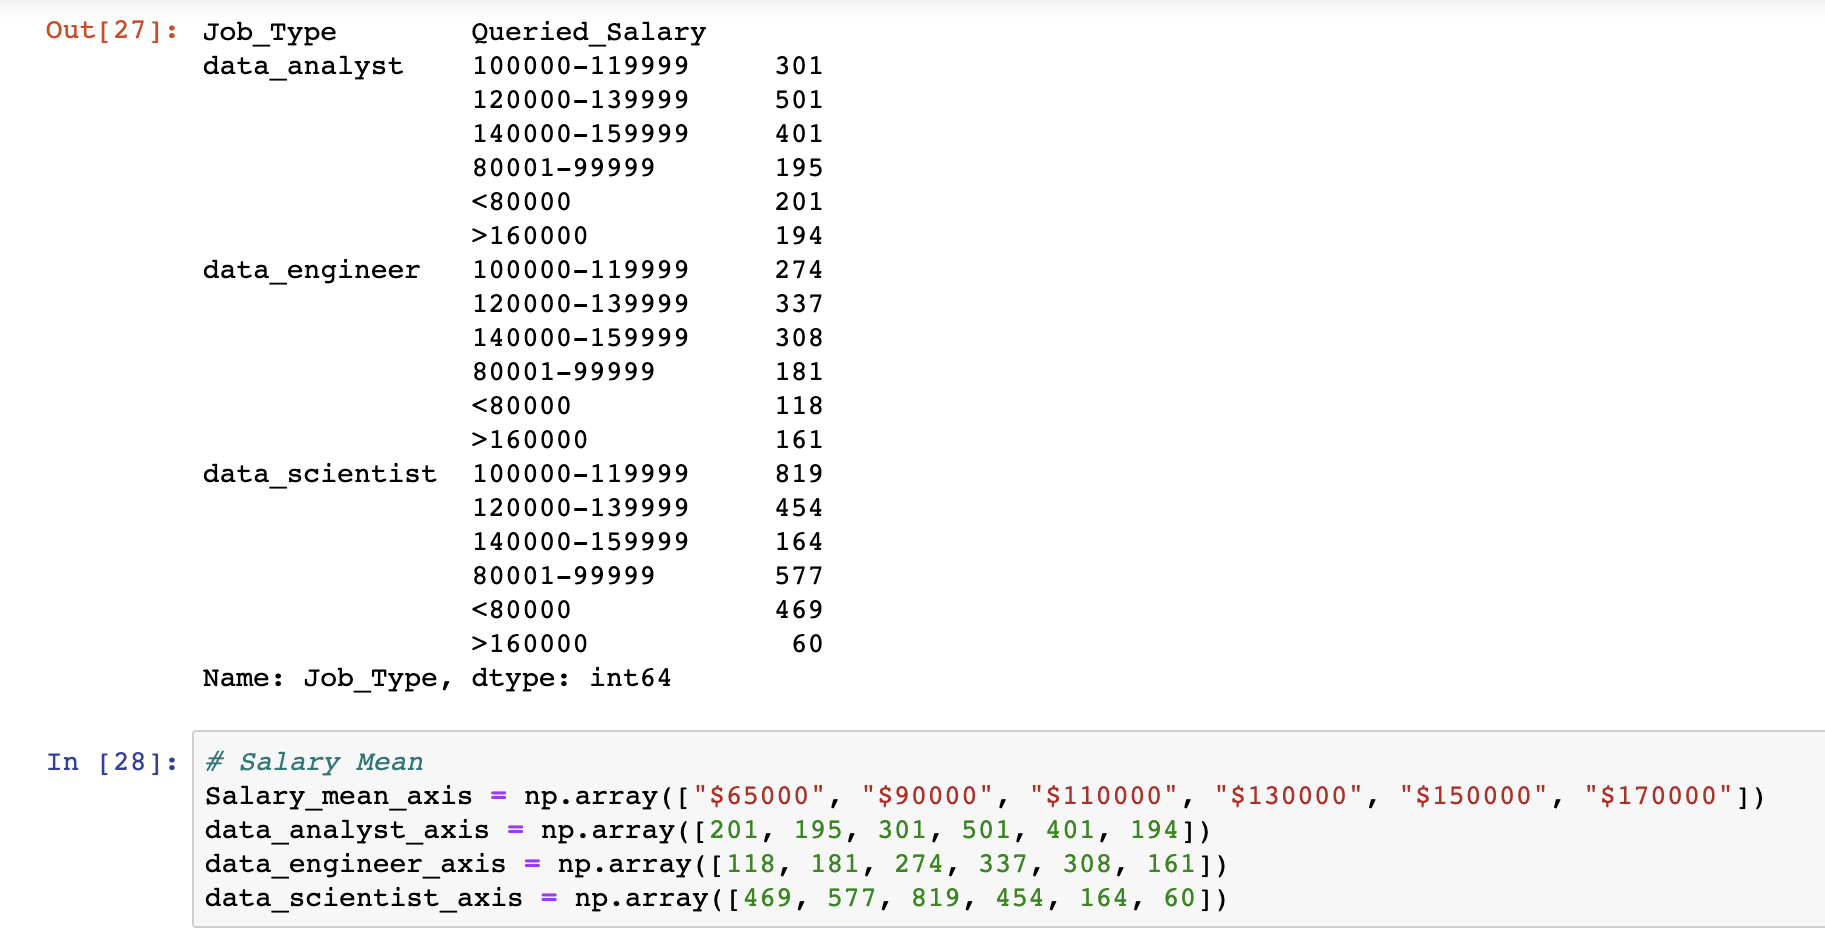 Out[27]: Job_Type        Queried_Salary
data_analyst    100000-119999     301
                120000-139999     501
                140000-159999     401
                80001-99999       195
                <80000            201
                >160000           194
data_engineer   100000-119999     274
                120000-139999     337
                140000-159999     308
                80001-99999       181
                <80000            118
                >160000           161
data_scientist  100000-119999     819
                120000-139999     454
                140000-159999     164
                80001-99999       577
                <80000            469
                >160000            60
Name: Job_Type, dtype: int64
In [28]: # Salary Mean
Salary_mean_axis = np.array(["$65000", "$90000", "$110000", "$130000", "$150000", "$170000"])
data_analyst_axis = np.array([201, 195, 301, 501, 401, 194])
data_engineer_axis = np.array([118, 181, 274, 337, 308, 161])
data_scientist_axis = np.array([469, 577, 819, 454, 164, 60])